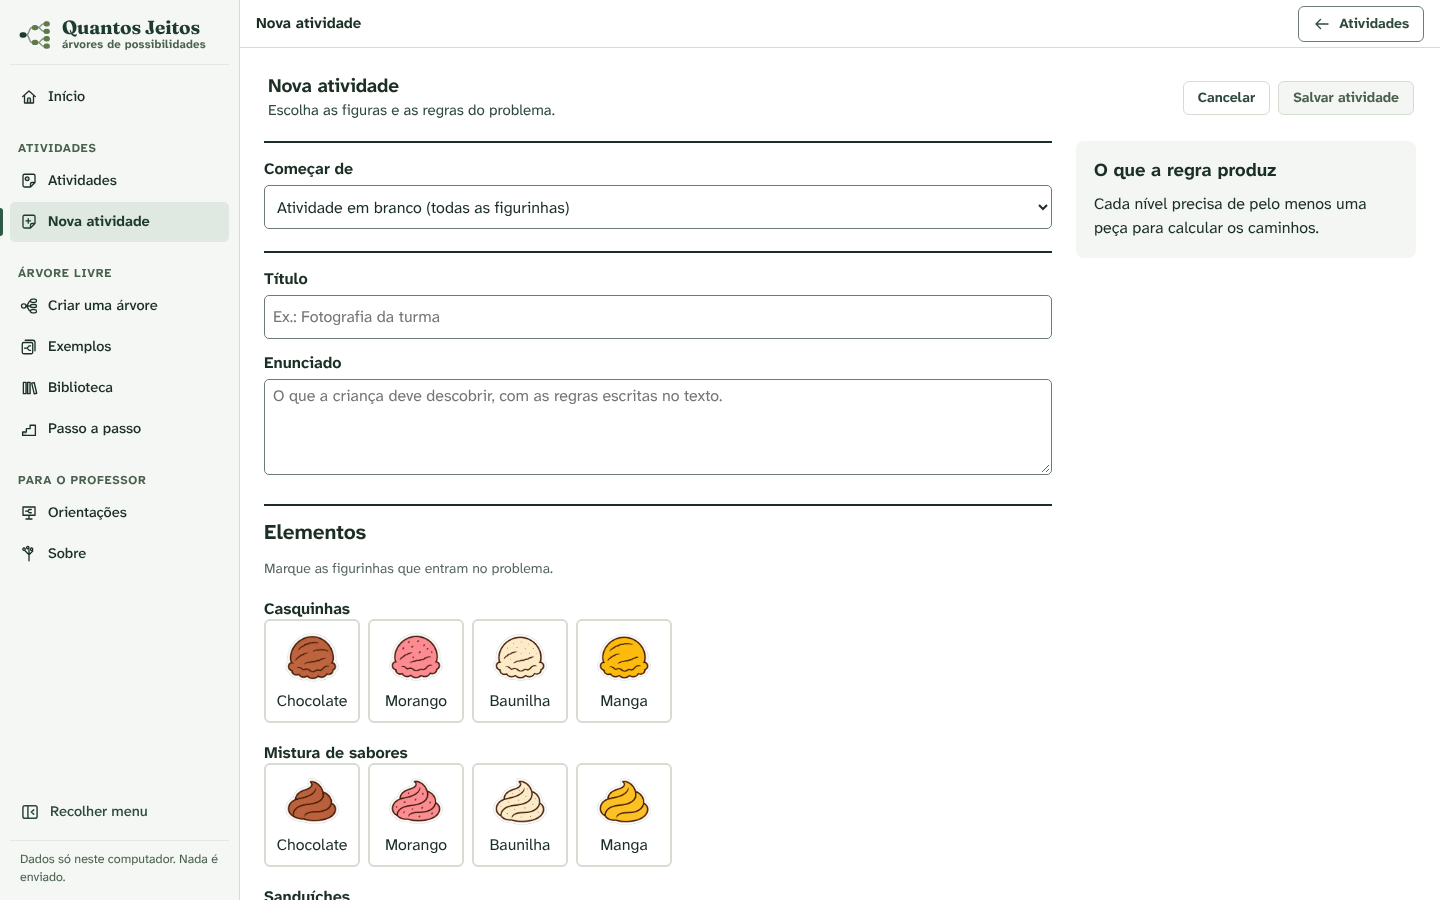 Quantos Jeitos
árvores de possibilidades
Início
ATIVIDADES
Atividades
Nova atividade
ÁRVORE LIVRE
Criar uma árvore
Exemplos
Biblioteca
Passo a passo
PARA O PROFESSOR
Orientações
Sobre
Recolher menu
Dados só neste computador. Nada é
enviado.
Nova atividade
Atividades
Nova atividade
Escolha as figuras e as regras do problema.
Cancelar
Salvar atividade
Começar de
Atividade em branco (todas as figurinhas)
Título
Ex.: Fotografia da turma
Enunciado
O que a criança deve descobrir, com as regras escritas no texto.
Elementos
Marque as figurinhas que entram no problema.
Casquinhas
Chocolate
Morango
Baunilha
Manga
Mistura de sabores
Chocolate
Morango
Baunilha
Manga
Sanduíches
O que a regra produz
Cada nível precisa de pelo menos uma
peça para calcular os caminhos.